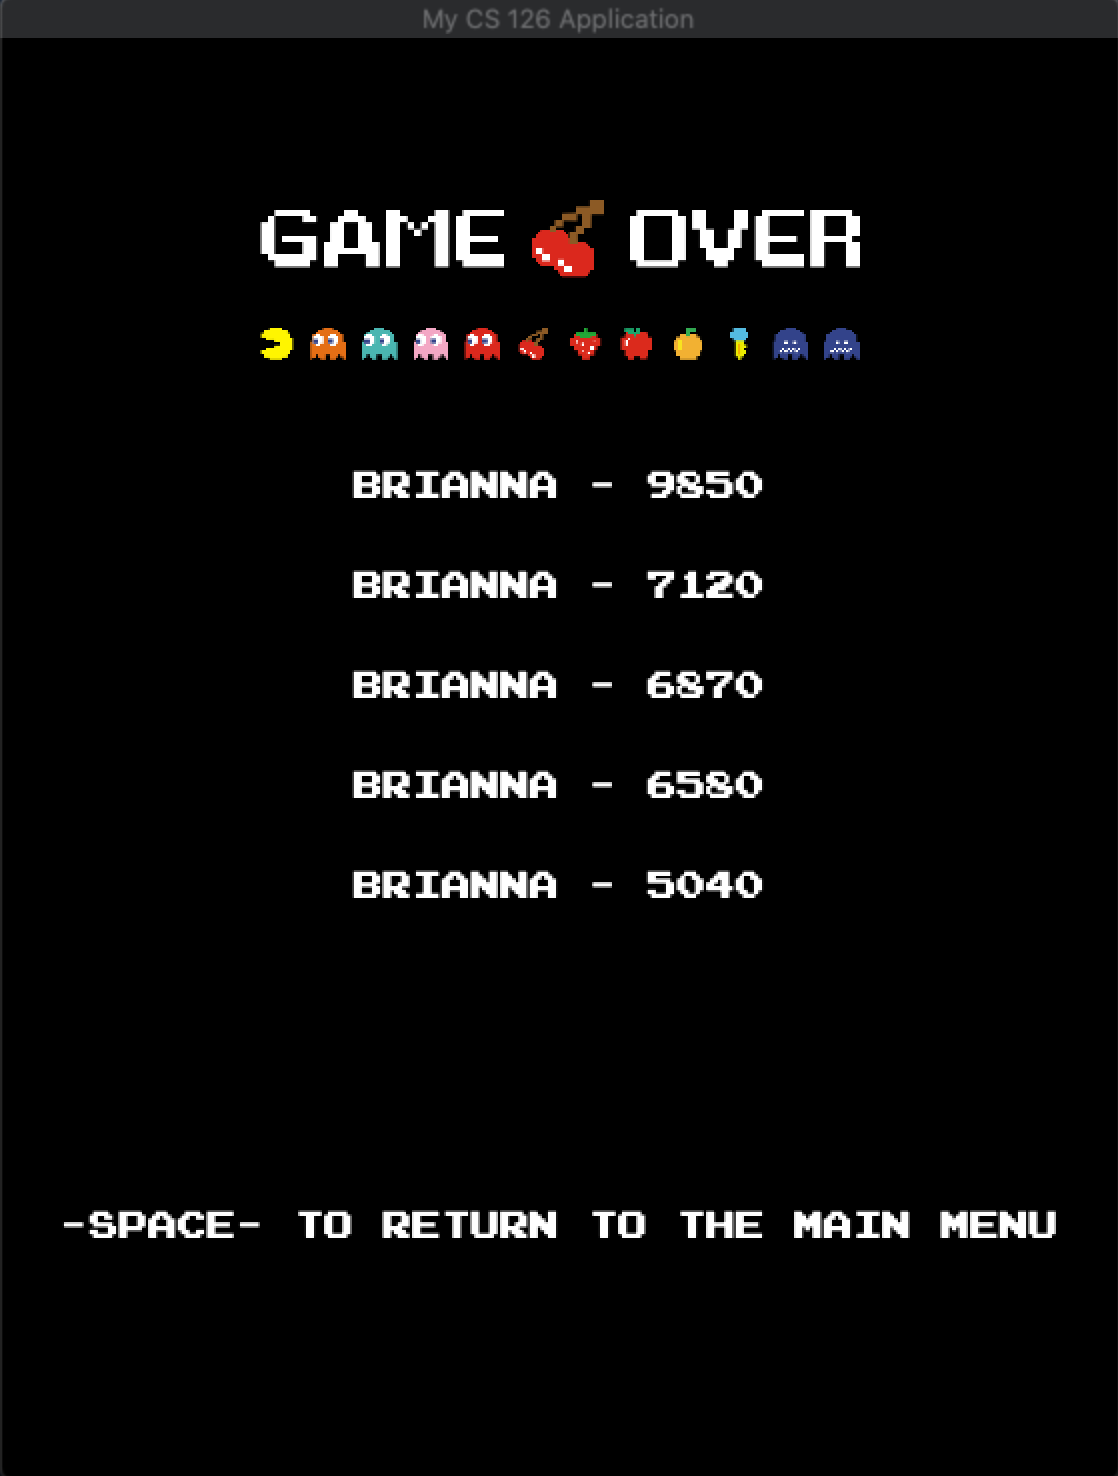 My CS 126 Application
GAME OVER
BRIANNA - 9850
BRIANNA - 7120
BRIANNA - 6870
BRIANNA - 6580
BRIANNA - 5040
-SPACE- TO RETURN TO THE MAIN MENU